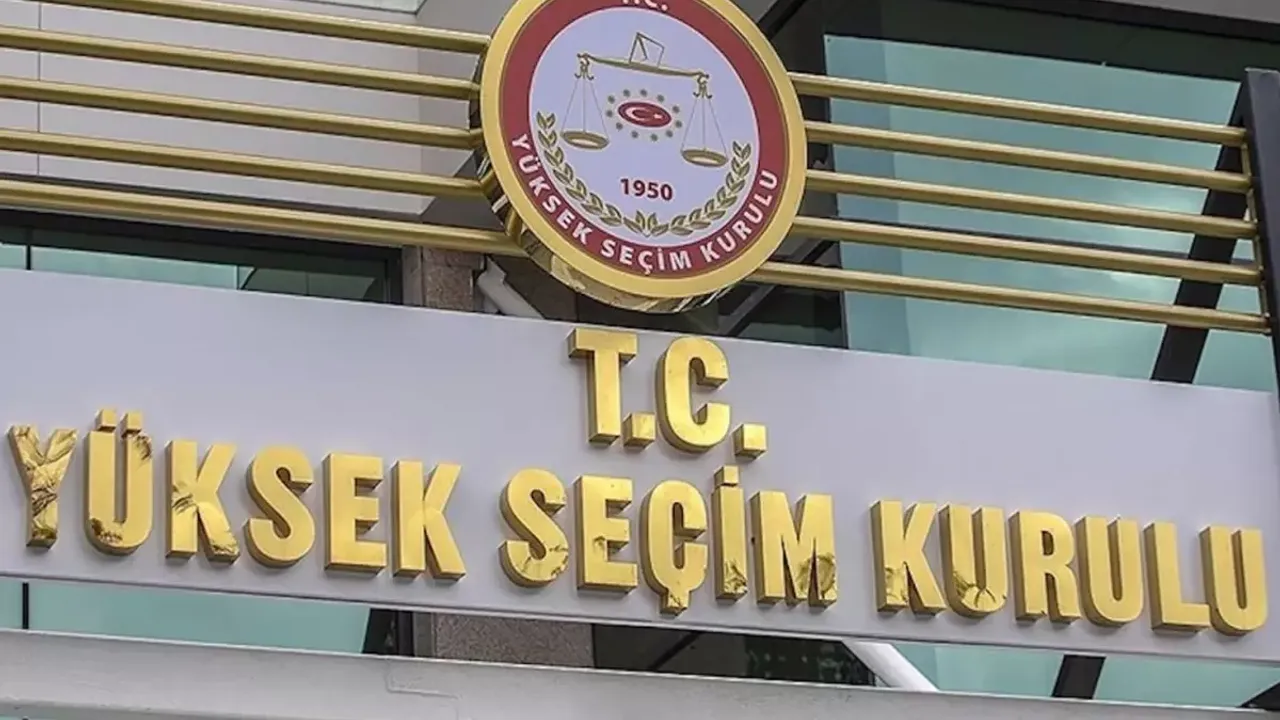 T.C.
1950
YÜKSEK SEÇİM KURULU
T.C.
YÜKSEK SEÇİM KURULU